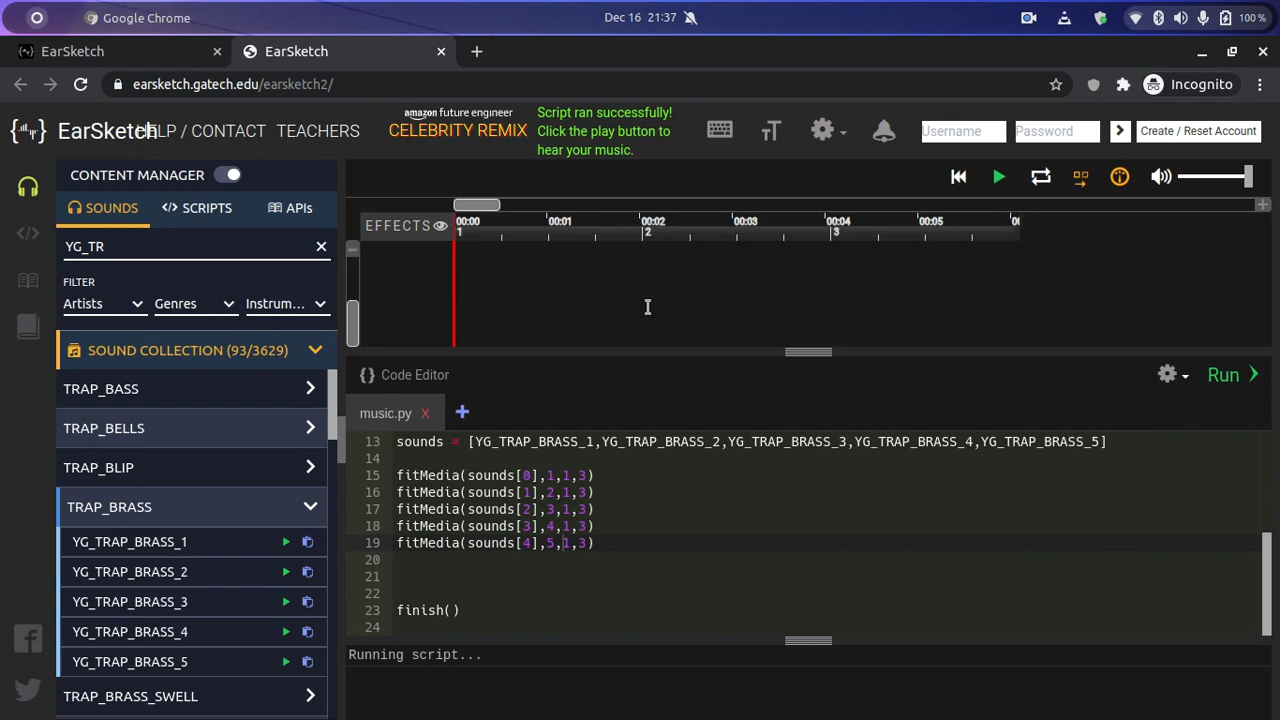 Google Chrome
Dec 16 21:37
100 %
EarSketch
EarSketch
earsketch.gatech.edu/earsketch2/
Incognito
EarSketch
HELP / CONTACT
TEACHERS
amazon future engineer
CELEBRITY REMIX
Script ran successfully!
Click the play button to
hear your music.
Username
Password
Create / Reset Account
CONTENT MANAGER
SOUNDS
SCRIPTS
APIs
YG_TR
FILTER
Artists
Genres
Instrum...
SOUND COLLECTION (93/3629)
TRAP_BASS
TRAP_BELLS
TRAP_BLIP
TRAP_BRASS
YG_TRAP_BRASS_1
YG_TRAP_BRASS_2
YG_TRAP_BRASS_3
YG_TRAP_BRASS_4
YG_TRAP_BRASS_5
TRAP_BRASS_SWELL
EFFECTS
00:00 00:01 00:02 00:03 00:04 00:05
1 2 3
{} Code Editor
Run
music.py X
13 sounds = [YG_TRAP_BRASS_1,YG_TRAP_BRASS_2,YG_TRAP_BRASS_3,YG_TRAP_BRASS_4,YG_TRAP_BRASS_5]
14
15 fitMedia(sounds[0],1,1,3)
16 fitMedia(sounds[1],2,1,3)
17 fitMedia(sounds[2],3,1,3)
18 fitMedia(sounds[3],4,1,3)
19 fitMedia(sounds[4],5,1,3)
20
21
22
23 finish()
24
Running script...